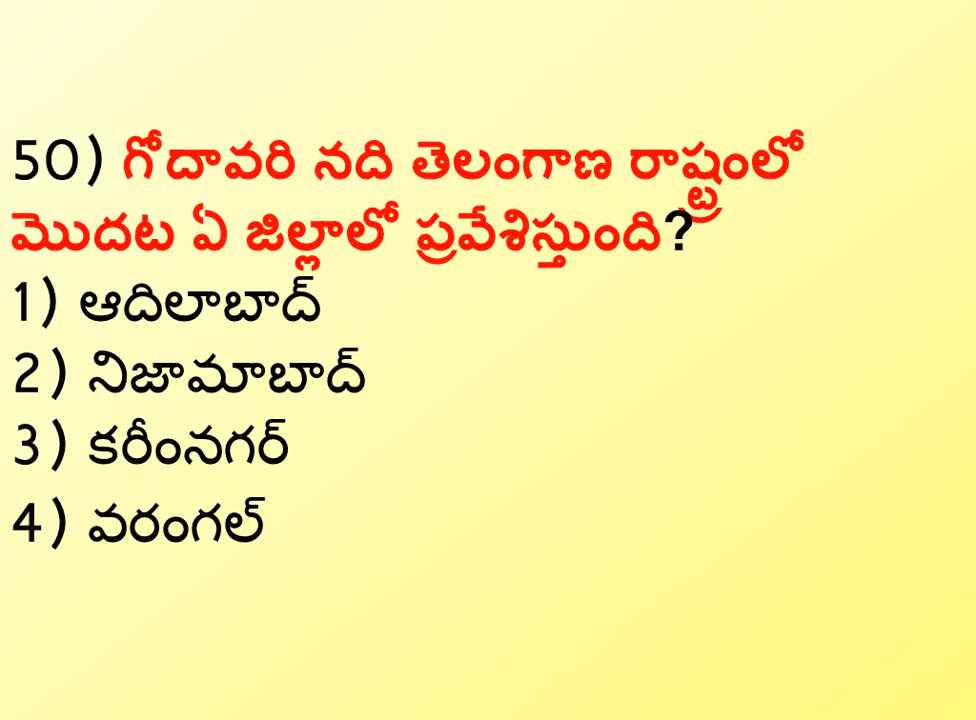 50) గోదావరి నది తెలంగాణ రాష్ట్రంలో
మొదట ఏ జిల్లాలో ప్రవేశిస్తుంది?
1) ఆదిలాబాద్
2) నిజామాబాద్
3) కరీంనగర్
4) వరంగల్